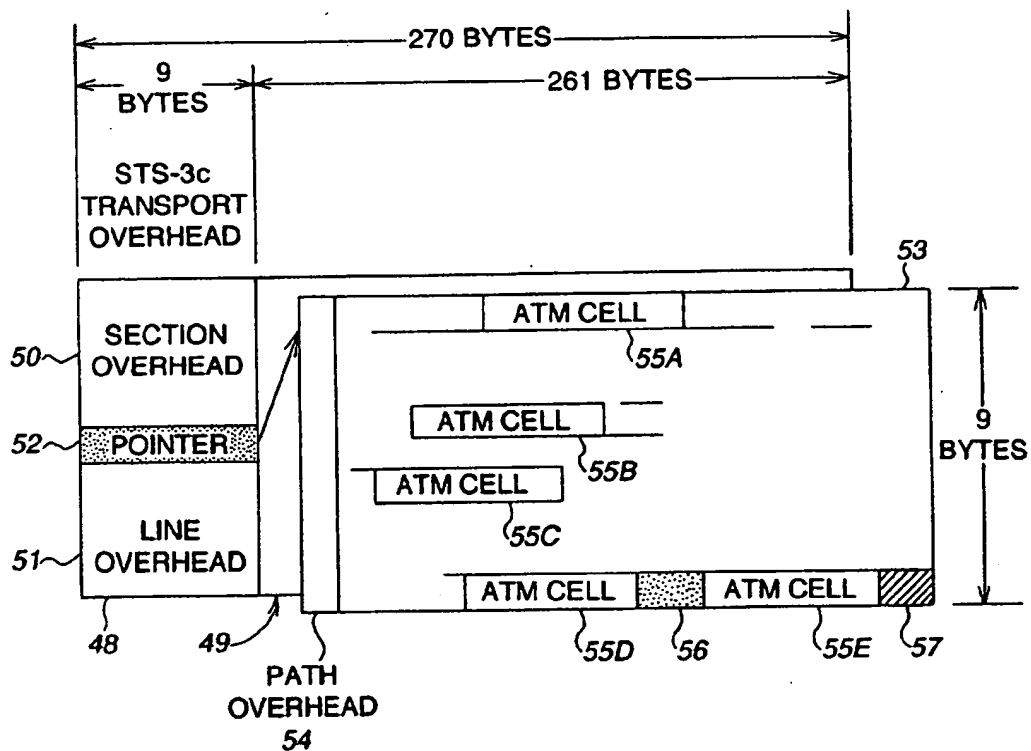 270 BYTES
9
BYTES
261 BYTES
STS-3c
TRANSPORT
OVERHEAD
53
SECTION
OVERHEAD
50
ATM CELL
55A
52
POINTER
ATM CELL
55B
9
BYTES
ATM CELL
55C
51
LINE
OVERHEAD
ATM CELL
ATM CELL
48
49
55D
56
55E
57
PATH
OVERHEAD
54